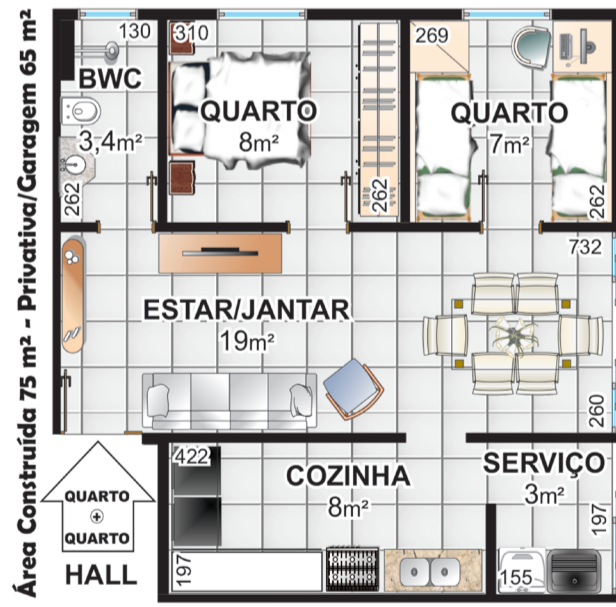 Área Construída 75 m² - Privativa/Garagem 65 m²
130
BWC
3,4m²
262
310
QUARTO
8m²
262
269
QUARTO
7m²
262
732
ESTAR/JANTAR
19m²
260
422
COZINHA
8m²
197
SERVIÇO
3m²
197
155
QUARTO
+
QUARTO
HALL